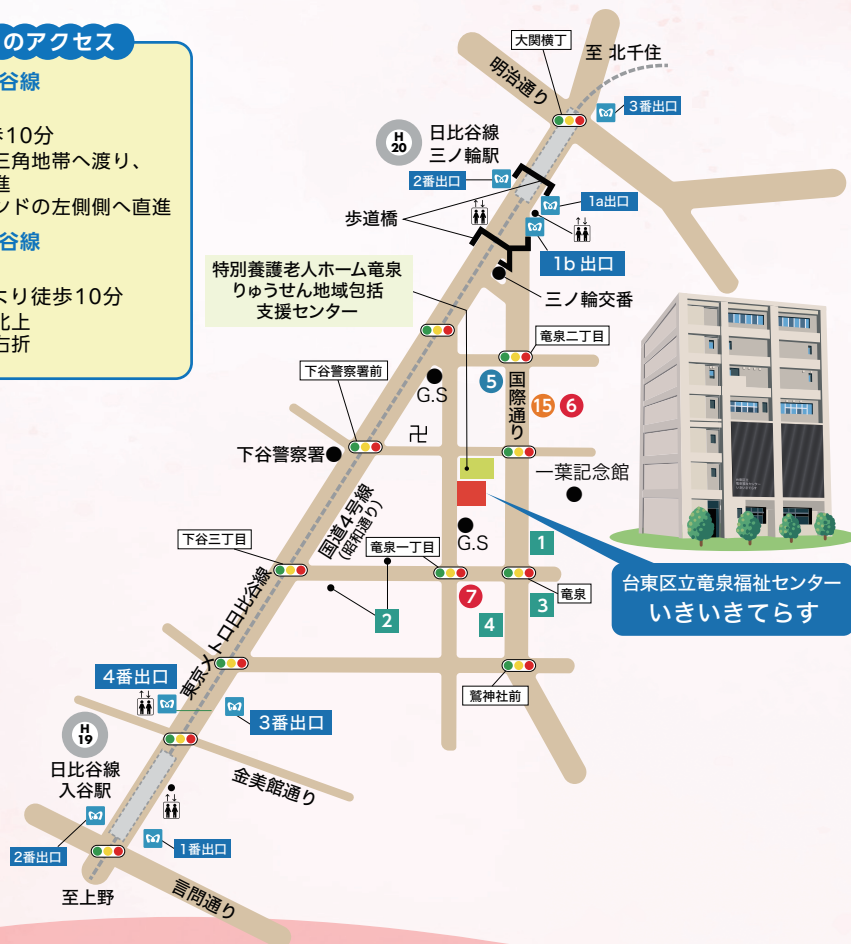 のアクセス
谷線
歩10分
三角地帯へ渡り、
進
ンドの左側側へ直進
谷線
より徒歩10分
北上
右折
大関横丁
至 北千住
明治通り
3番出口
H
20
日比谷線
三ノ輪駅
2番出口
1a出口
歩道橋
1b 出口
特別養護老人ホーム竜泉
りゅうせん地域包括
支援センター
三ノ輪交番
竜泉二丁目
下谷警察署前
G.S
5
国際通り
15
6
卍
下谷警察署
一葉記念館
国道4号線
(昭和通り)
G.S
下谷三丁目
竜泉一丁目
1
竜泉
台東区立竜泉福祉センター
いきいきてらす
7
3
2
4
東京メトロ日比谷線
4番出口
鷲神社前
3番出口
H
19
日比谷線
入谷駅
金美館通り
2番出口
1番出口
至上野
言問通り